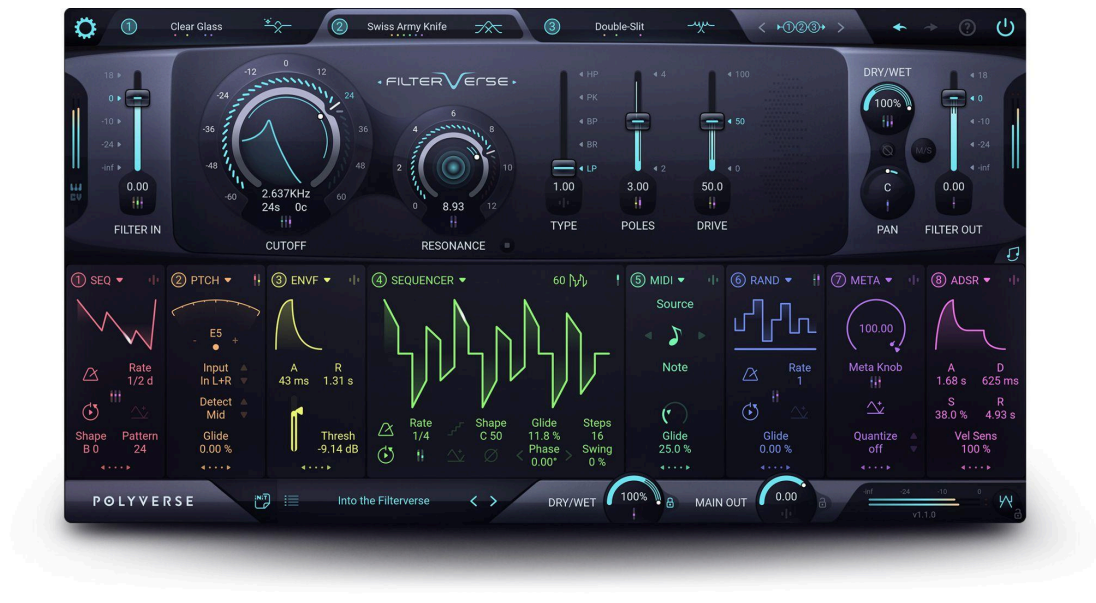 1 Clear Glass
2 Swiss Army Knife
3 Double-Slit
1 2 3
?
FILTERVERSE
18
0
-10
-24
-inf
0.00
FILTER IN
-60 -48 -36 -24 -12 0 12 24 36 48 60
2.637KHz
24s 0c
CUTOFF
0 2 4 6 8 10 12
8.93
RESONANCE
HP
PK
BP
BR
LP
1.00
TYPE
4
2
3.00
POLES
100
50
0
50.0
DRIVE
DRY/WET
100%
M/S
C
PAN
18
0
-10
-24
-inf
0.00
FILTER OUT
1 SEQ
Rate
1/2 d
Shape Pattern
B 0 24
2 PTCH
E5
- +
Input
In L+R
Detect
Mid
Glide
0.00 %
3 ENVF
A R
43 ms 1.31 s
Thresh
-9.14 dB
4 SEQUENCER
60
Rate Shape Glide Steps
1/4 C 50 11.8 % 16
Phase Swing
0.00° 0 %
5 MIDI
Source
Note
Glide
25.0 %
6 RAND
Rate
1
Glide
0.00 %
7 META
100.00
Meta Knob
Quantize
off
8 ADSR
A D
1.68 s 625 ms
S R
38.0 % 4.93 s
Vel Sens
100 %
POLYVERSE
INIT
Into the Filterverse
DRY/WET
100%
MAIN OUT
0.00
-inf -24 -10 0
v1.1.0